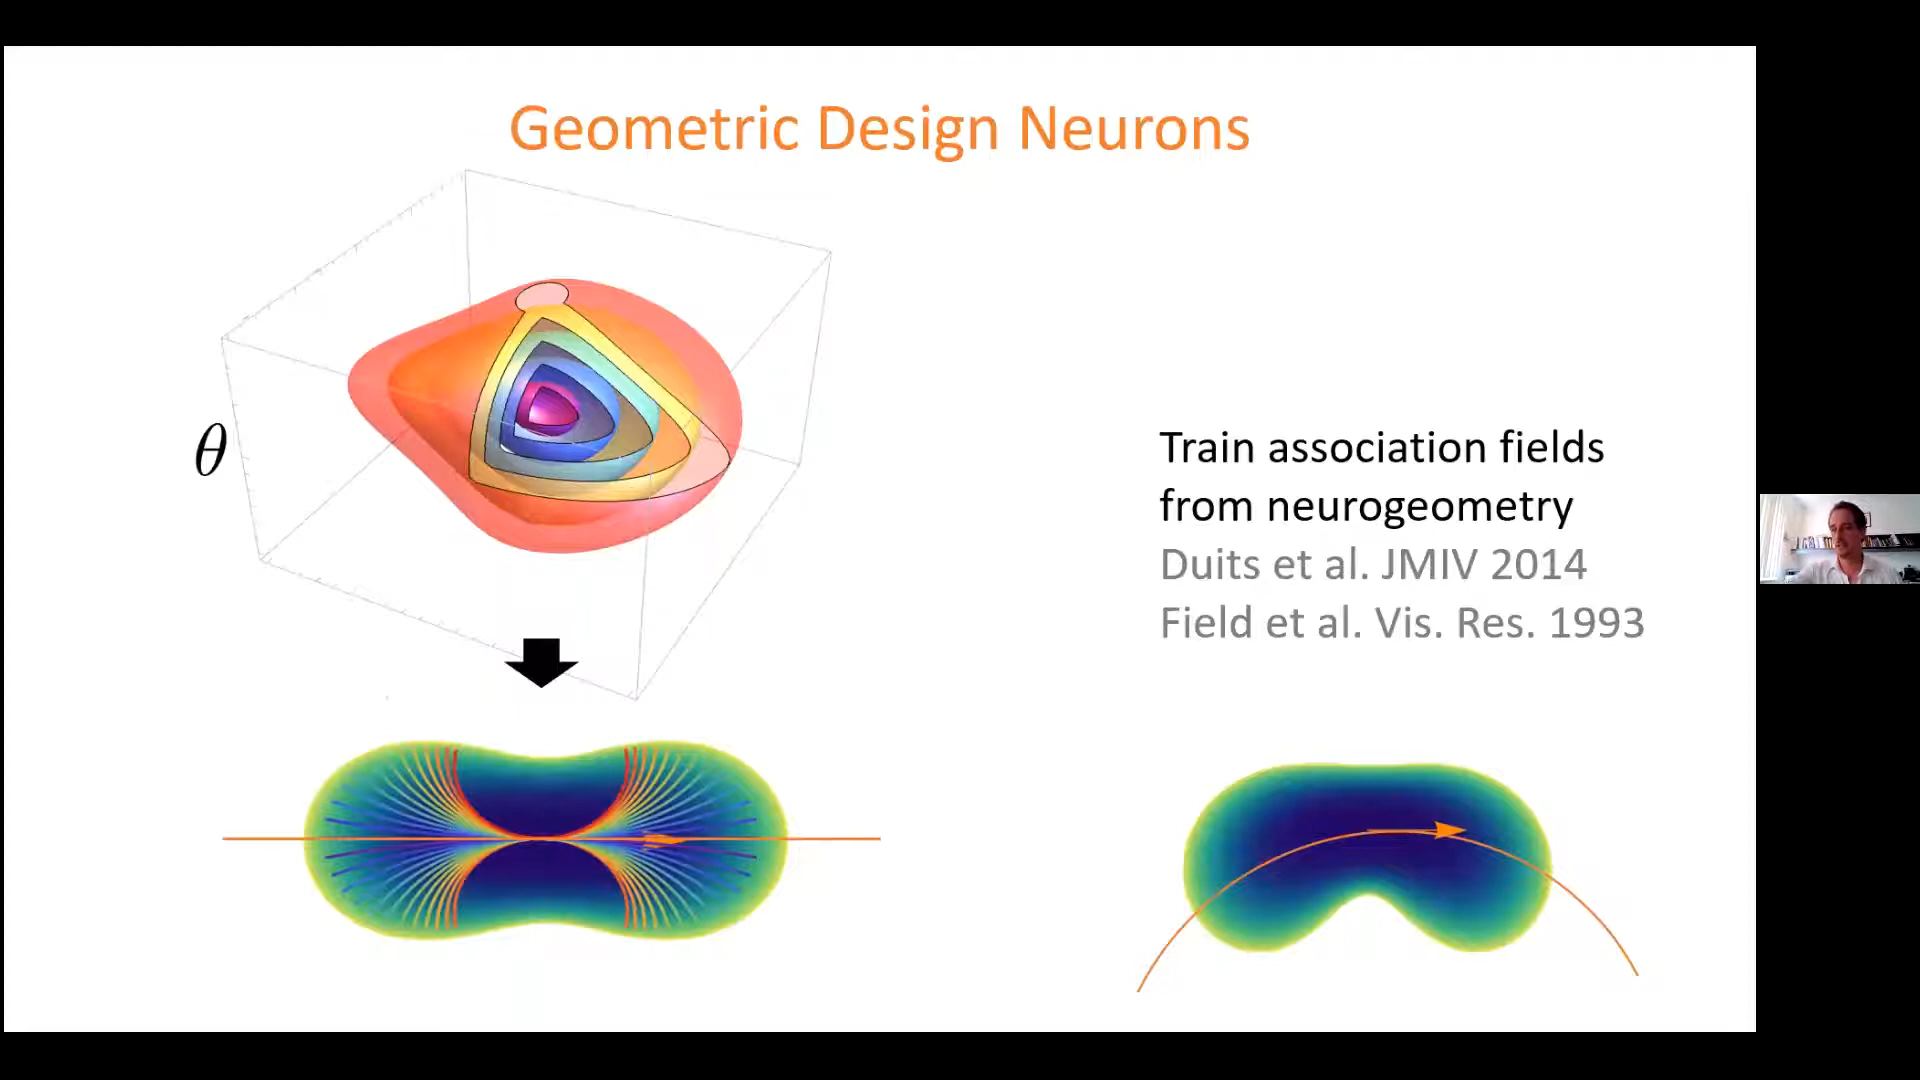 Geometric Design Neurons
θ
Train association fields
from neurogeometry
Duits et al. JMIV 2014
Field et al. Vis. Res. 1993